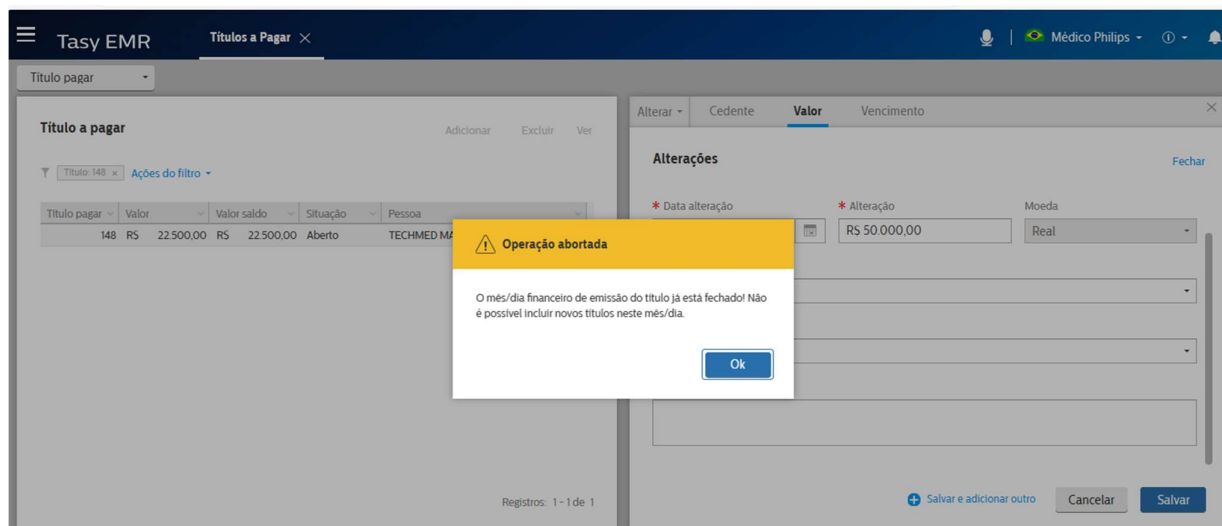 Tasy EMR
Títulos a Pagar
Médico Philips
Título pagar
Título a pagar
Adicionar Excluir Ver
Título: 148 x Ações do filtro
Título pagar Valor Valor saldo Situação Pessoa
148 R$ 22.500,00 R$ 22.500,00 Aberto TECHMED
Registros: 1 - 1 de 1
Alterar Cedente Valor Vencimento
Alterações
Fechar
* Data alteração * Alteração Moeda
R$ 50.000,00 Real
Operação abortada
O mês/dia financeiro de emissão do título já está fechado! Não
é possível incluir novos títulos neste mês/dia.
Ok
Salvar e adicionar outro Cancelar Salvar